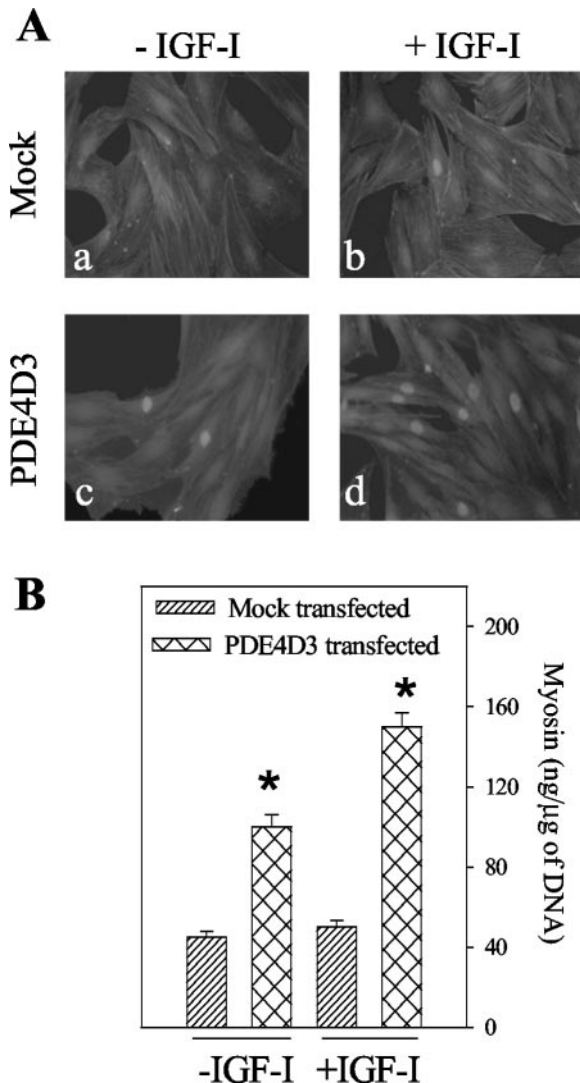 A
- IGF-I
+ IGF-I
Mock
a
b
PDE4D3
c
d
B
Mock transfected
PDE4D3 transfected
*
*
200
160
120
80
40
0
Myosin (ng/µg of DNA)
-IGF-I
+IGF-I